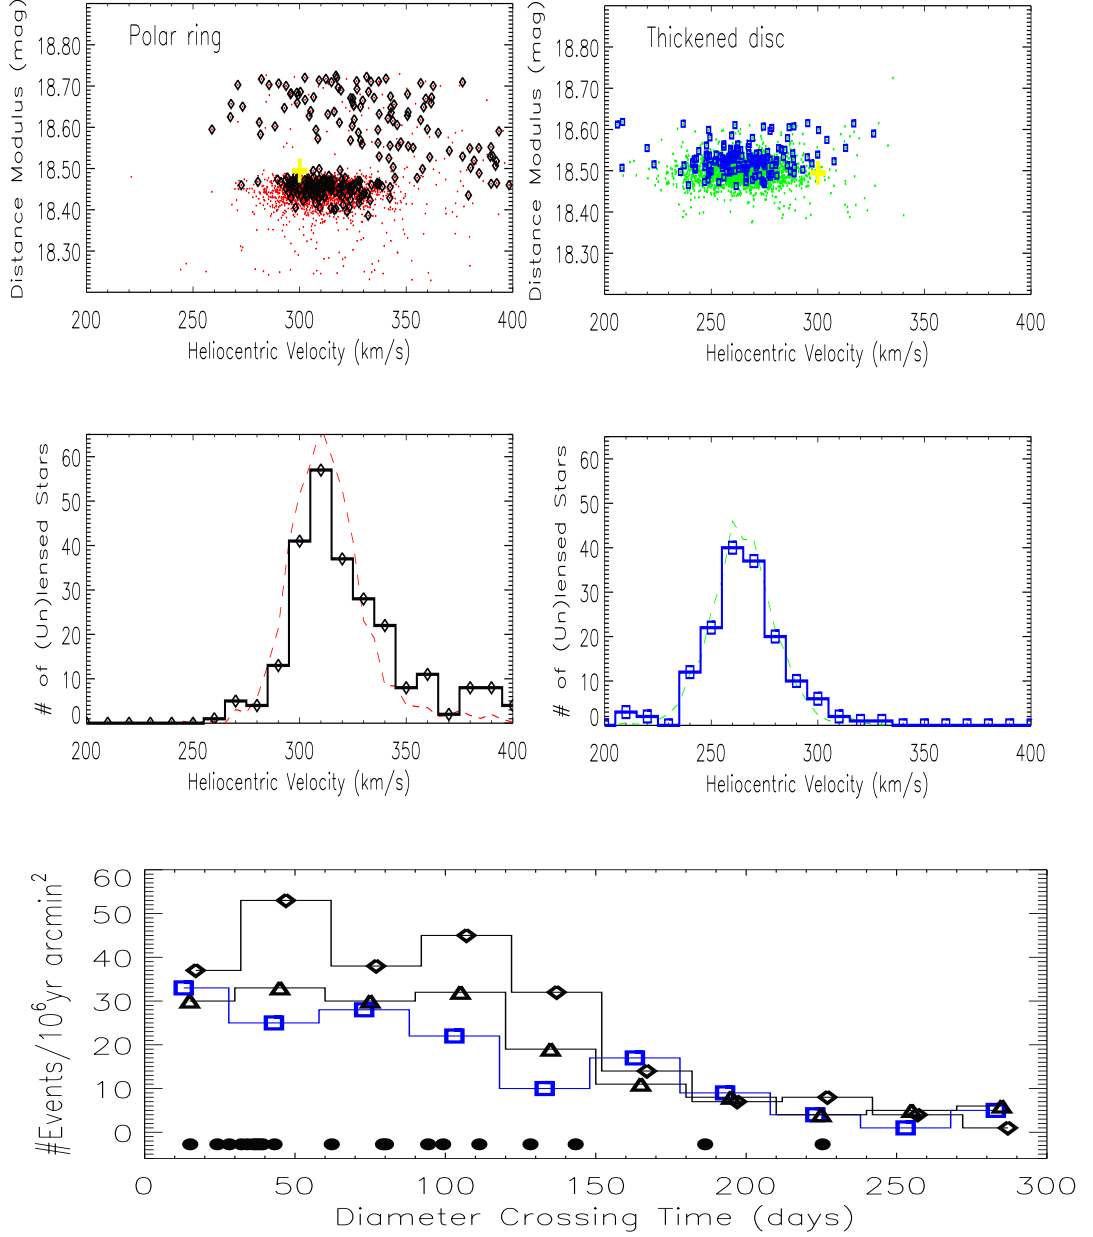 Polar ring
Distance Modulus (mag)
18.80
18.70
18.60
18.50
18.40
18.30
200 250 300 350 400
Heliocentric Velocity (km/s)
Thickened disc
Distance Modulus (mag)
18.80
18.70
18.60
18.50
18.40
18.30
200 250 300 350 400
Heliocentric Velocity (km/s)
# of (Un)lensed Stars
60
50
40
30
20
10
0
200 250 300 350 400
Heliocentric Velocity (km/s)
# of (Un)lensed Stars
60
50
40
30
20
10
0
200 250 300 350 400
Heliocentric Velocity (km/s)
#Events/10⁶yr arcmin²
60
50
40
30
20
10
0
0 50 100 150 200 250 300
Diameter Crossing Time (days)